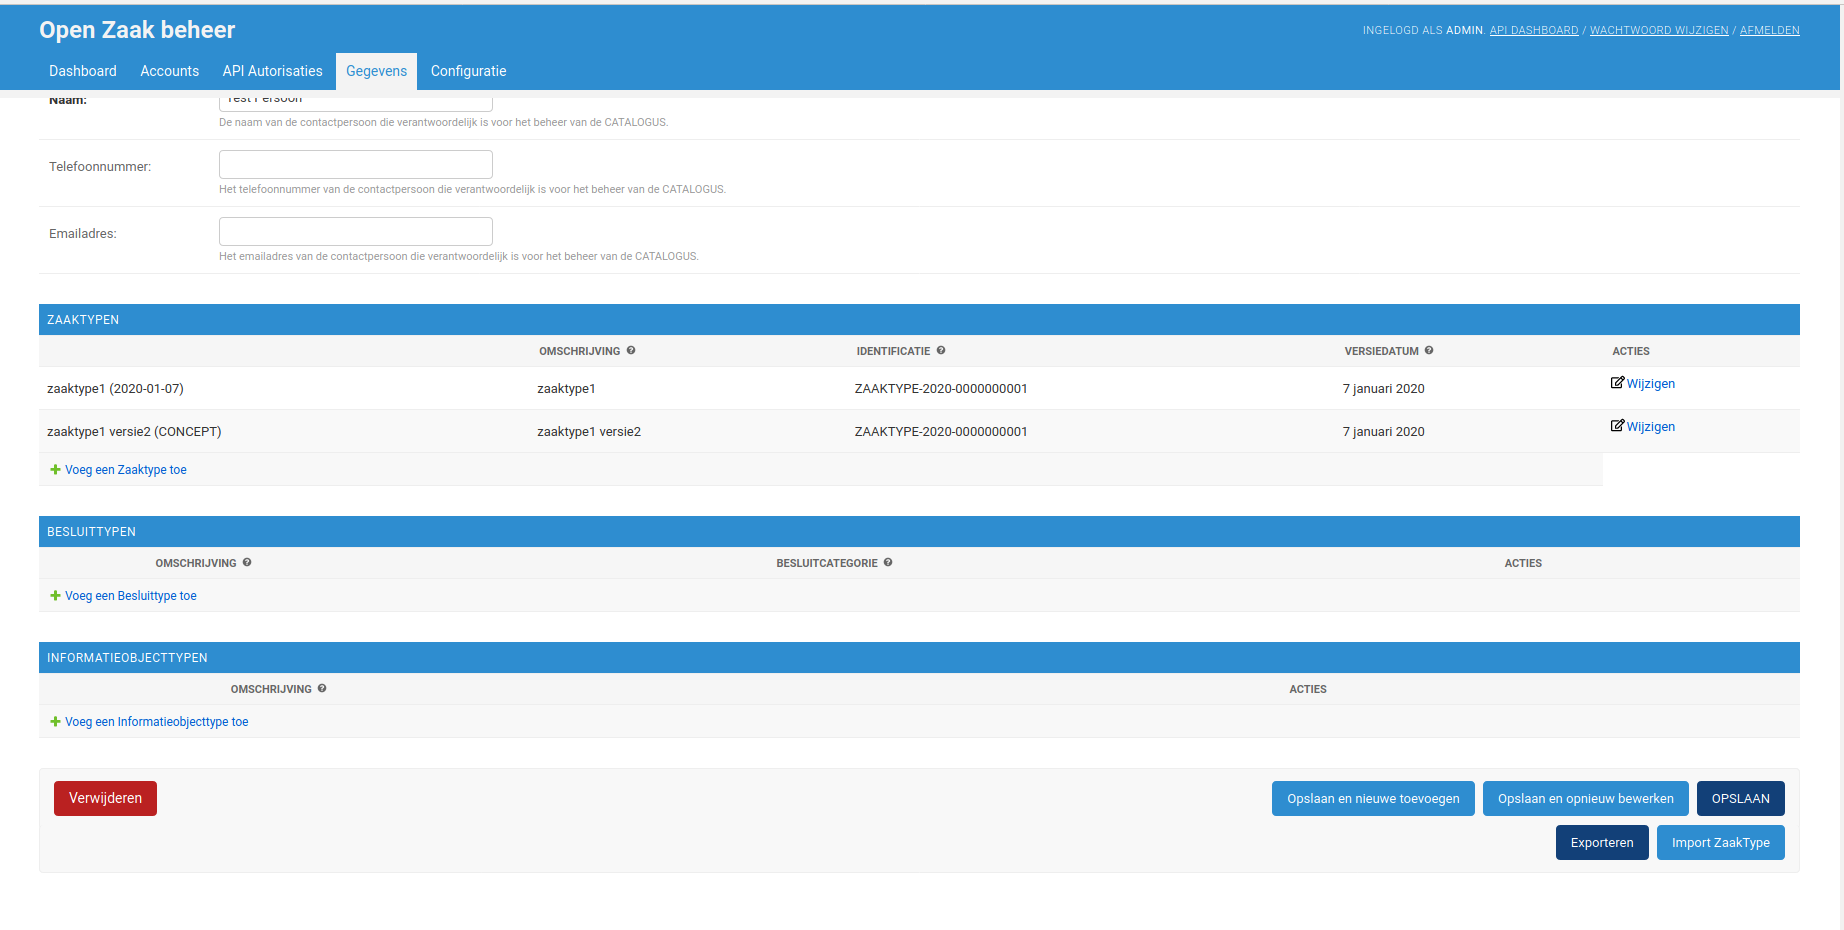 Open Zaak beheer
INGELOGD ALS ADMIN. API DASHBOARD / WACHTWOORD WIJZIGEN / AFMELDEN
Dashboard Accounts API Autorisaties Gegevens Configuratie
Naam: Test Persoon
De naam van de contactpersoon die verantwoordelijk is voor het beheer van de CATALOGUS.
Telefoonnummer:
Het telefoonnummer van de contactpersoon die verantwoordelijk is voor het beheer van de CATALOGUS.
Emailadres:
Het emailadres van de contactpersoon die verantwoordelijk is voor het beheer van de CATALOGUS.
ZAAKTYPEN
OMSCHRIJVING ? IDENTIFICATIE ? VERSIEDATUM ? ACTIES
zaaktype1 (2020-01-07) zaaktype1 ZAAKTYPE-2020-0000000001 7 januari 2020 Wijzigen
zaaktype1 versie2 (CONCEPT) zaaktype1 versie2 ZAAKTYPE-2020-0000000001 7 januari 2020 Wijzigen
Voeg een Zaaktype toe
BESLUITTYPEN
OMSCHRIJVING ? BESLUITCATEGORIE ? ACTIES
Voeg een Besluittype toe
INFORMATIEOBJECTTYPEN
OMSCHRIJVING ? ACTIES
Voeg een Informatieobjecttype toe
Verwijderen Opslaan en nieuwe toevoegen Opslaan en opnieuw bewerken OPSLAAN
Exporteren Import ZaakType